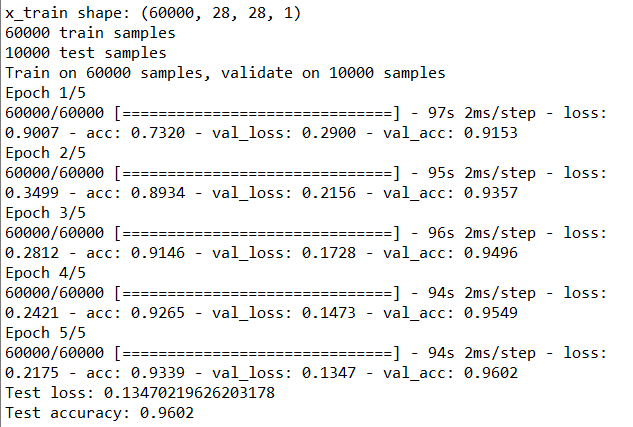 x_train shape: (60000, 28, 28, 1)
60000 train samples
10000 test samples
Train on 60000 samples, validate on 10000 samples
Epoch 1/5
60000/60000 [==============================] - 97s 2ms/step - loss:
0.9007 - acc: 0.7320 - val_loss: 0.2900 - val_acc: 0.9153
Epoch 2/5
60000/60000 [==============================] - 95s 2ms/step - loss:
0.3499 - acc: 0.8934 - val_loss: 0.2156 - val_acc: 0.9357
Epoch 3/5
60000/60000 [==============================] - 96s 2ms/step - loss:
0.2812 - acc: 0.9146 - val_loss: 0.1728 - val_acc: 0.9496
Epoch 4/5
60000/60000 [==============================] - 94s 2ms/step - loss:
0.2421 - acc: 0.9265 - val_loss: 0.1473 - val_acc: 0.9549
Epoch 5/5
60000/60000 [==============================] - 94s 2ms/step - loss:
0.2175 - acc: 0.9339 - val_loss: 0.1347 - val_acc: 0.9602
Test loss: 0.13470219626203178
Test accuracy: 0.9602